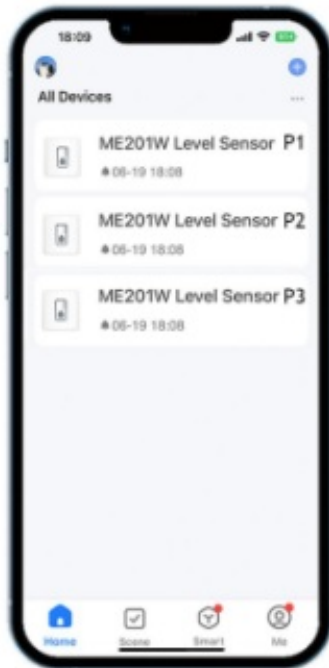 18:09
All Devices
ME201W Level Sensor P1
06-19 18:08
ME201W Level Sensor P2
06-19 18:08
ME201W Level Sensor P3
06-19 18:08
Home
Scene
Smart
Me